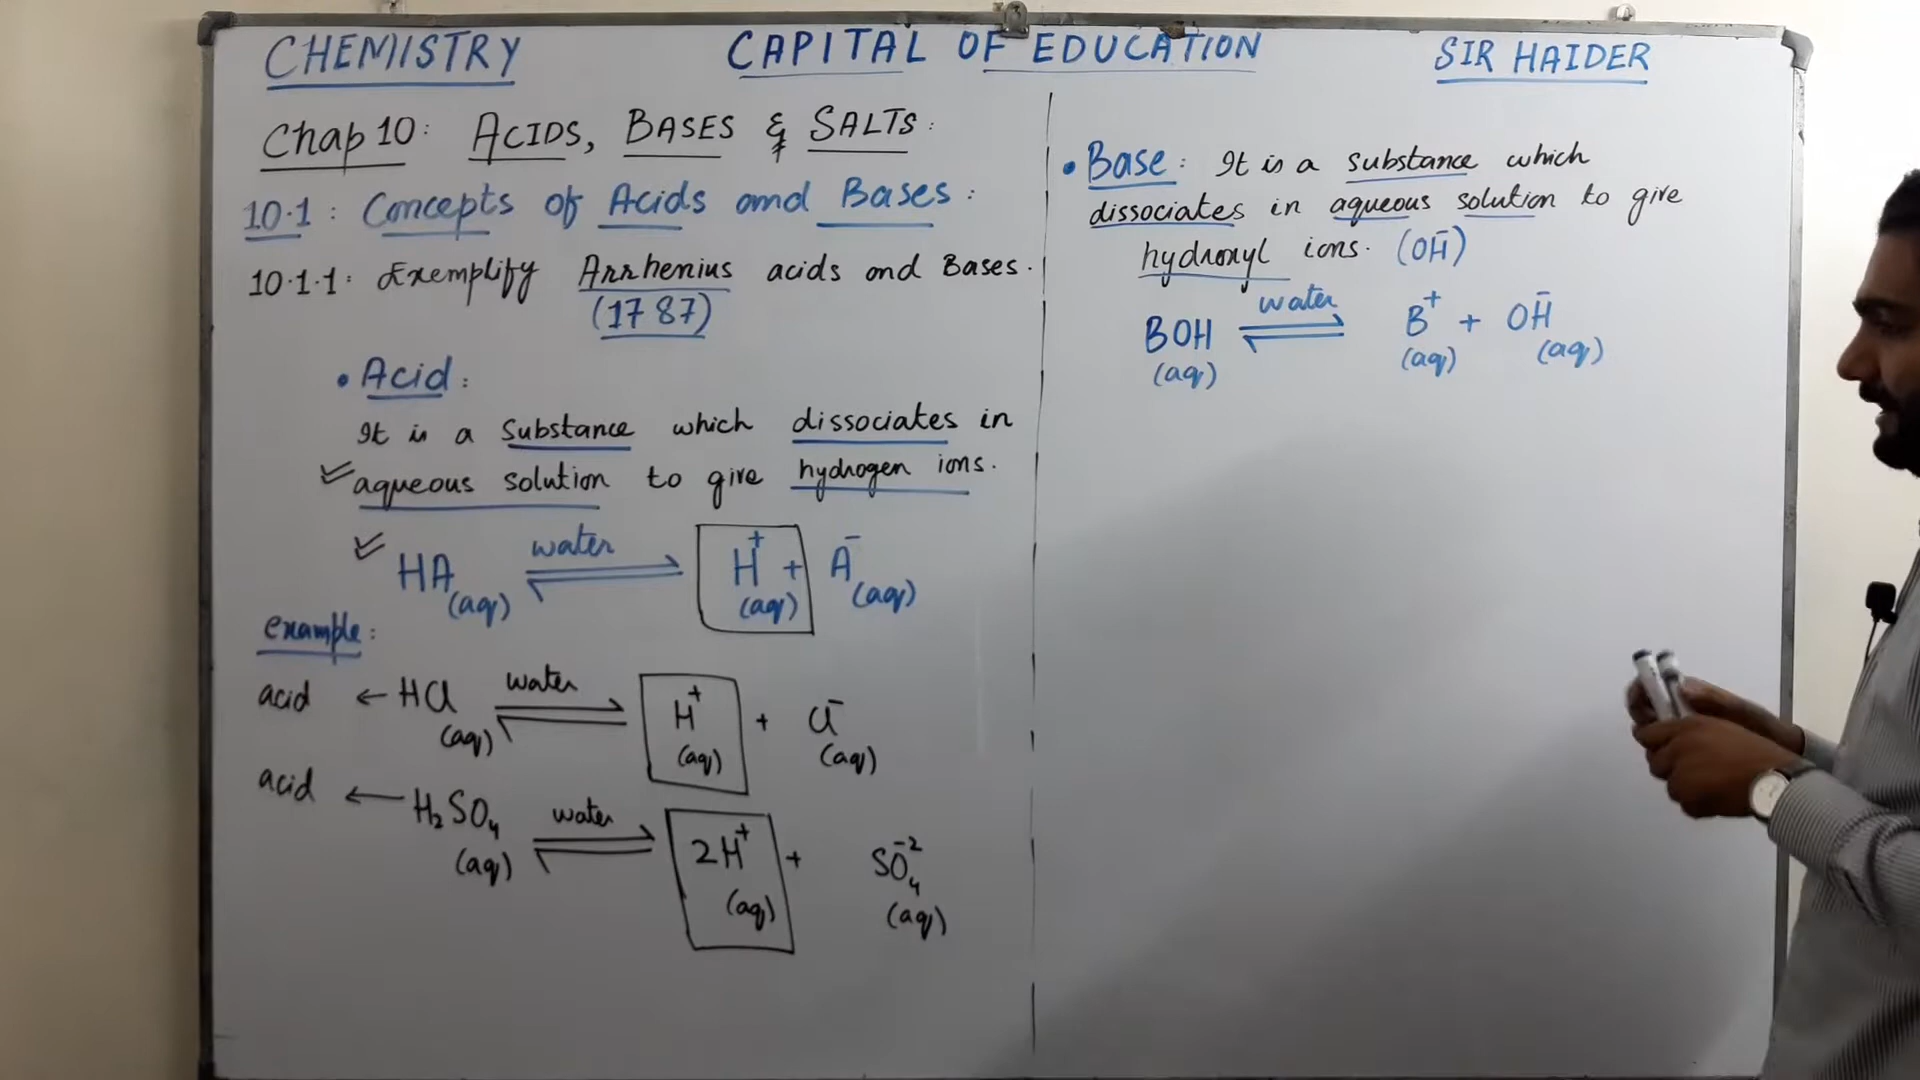 CHEMISTRY CAPITAL OF EDUCATION SIR HAIDER
Chap 10: ACIDS, BASES & SALTS:
10.1: Concepts of Acids and Bases:
10.1.1: Exemplify Arrhenius acids and Bases.
(1787)
• Acid:
It is a substance which dissociates in
aqueous solution to give hydrogen ions.
HA(aq) ⇌ water H⁺(aq) + A⁻(aq)
example:
acid ← HCl(aq) ⇌ water H⁺(aq) + Cl⁻(aq)
acid ← H₂SO₄(aq) ⇌ water 2H⁺(aq) + SO₄⁻²(aq)
• Base: It is a substance which
dissociates in aqueous solution to give
hydroxyl ions. (OH⁻)
BOH(aq) ⇌ water B⁺(aq) + OH⁻(aq)